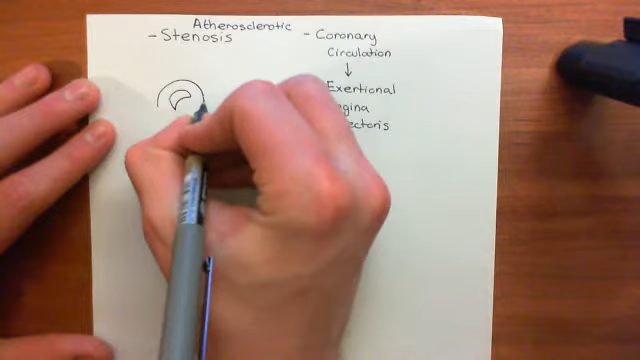 Atherosclerotic
- Stenosis
- Coronary
Circulation
↓
Exertional